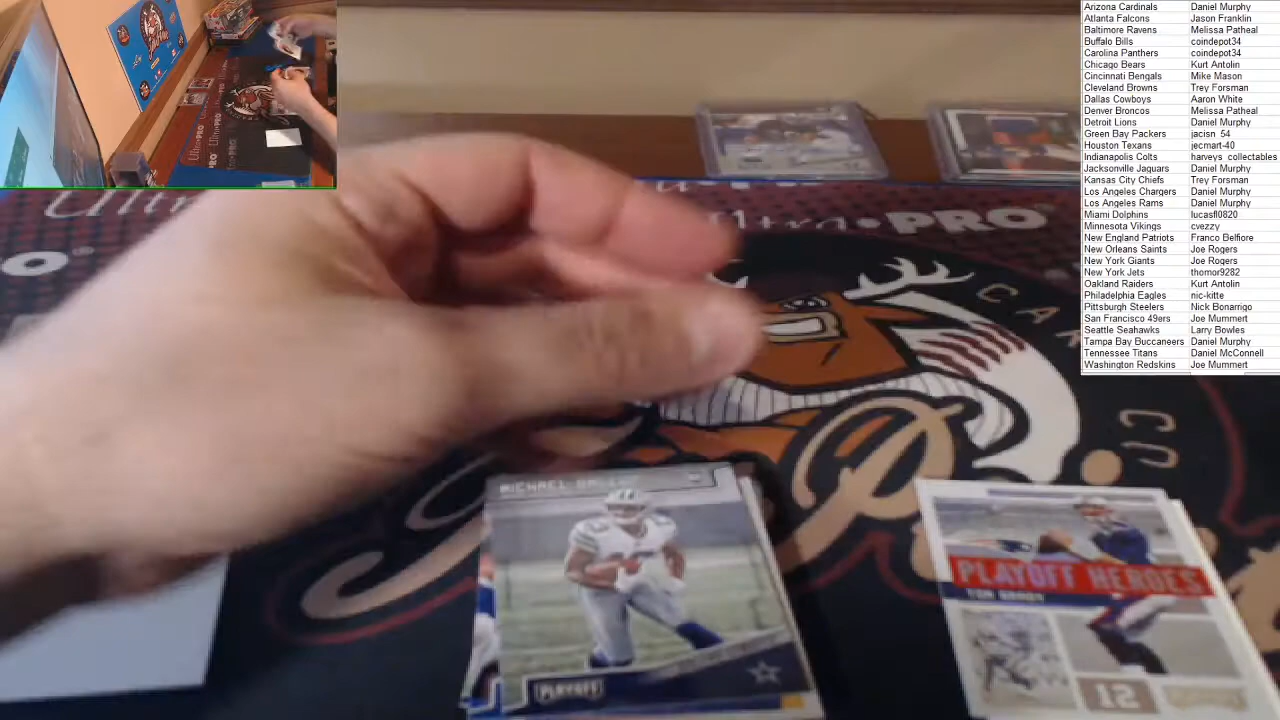 Arizona Cardinals Daniel Murphy
Atlanta Falcons Jason Franklin
Baltimore Ravens Melissa Patheal
Buffalo Bills coindepot34
Carolina Panthers coindepot34
Chicago Bears Kurt Antolin
Cincinnati Bengals Mike Mason
Cleveland Browns Trey Forsman
Dallas Cowboys Aaron White
Denver Broncos Melissa Patheal
Detroit Lions Daniel Murphy
Green Bay Packers jacisn 54
Houston Texans jecmart-40
Indianapolis Colts harveys collectables
Jacksonville Jaguars Daniel Murphy
Kansas City Chiefs Trey Forsman
Los Angeles Chargers Daniel Murphy
Los Angeles Rams Daniel Murphy
Miami Dolphins lucasfl0820
Minnesota Vikings cvezzy
New England Patriots Franco Belfiore
New Orleans Saints Joe Rogers
New York Giants Joe Rogers
New York Jets thomor9282
Oakland Raiders Kurt Antolin
Philadelphia Eagles nic-kitte
Pittsburgh Steelers Nick Bonarrigo
San Francisco 49ers Joe Mummert
Seattle Seahawks Larry Bowles
Tampa Bay Buccaneers Daniel Murphy
Tennessee Titans Daniel McConnell
Washington Redskins Joe Mummert
Ultra
Ultra PRO
MICHAEL
PLAYOFF
PLAYOFF HEROES
TOM BRADY
12